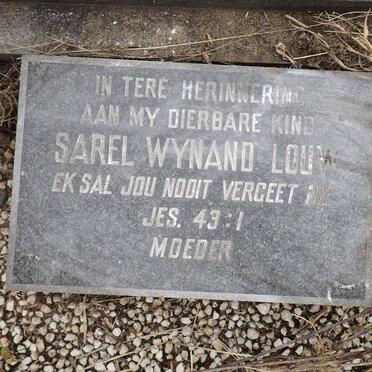 IN TERE HERINNERING
AAN MY DIERBARE KIND
SAREL WYNAND LOUW
EK SAL JOU NOOIT VERGEET NIE
JES. 43:1
MOEDER